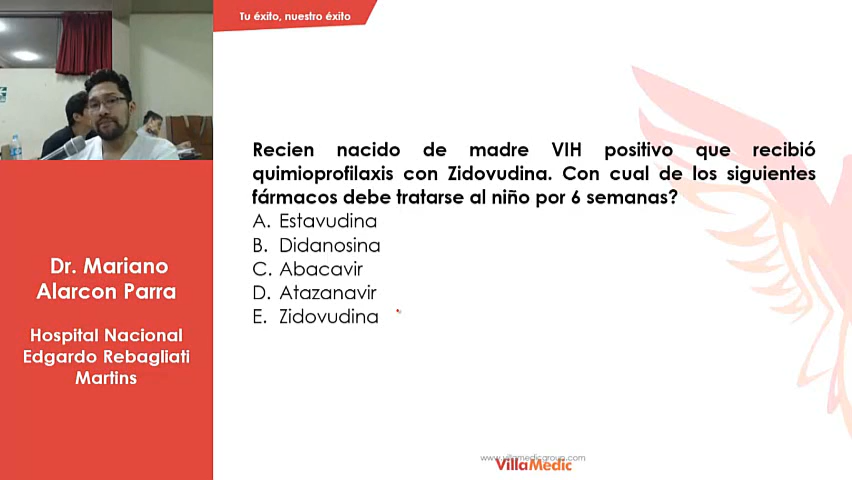 Tu éxito, nuestro éxito
Recien nacido de madre VIH positivo que recibió
quimioprofilaxis con Zidovudina. Con cual de los siguientes
fármacos debe tratarse al niño por 6 semanas?
A. Estavudina
B. Didanosina
C. Abacavir
D. Atazanavir
E. Zidovudina
Dr. Mariano
Alarcon Parra
Hospital Nacional
Edgardo Rebagliati
Martins
www.villamedicgroup.com
VillaMedic